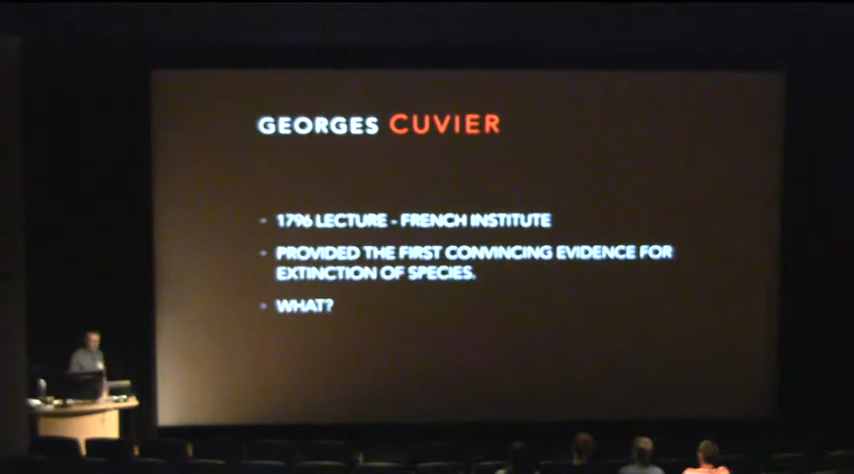 GEORGES CUVIER
• 1796 LECTURE - FRENCH INSTITUTE
• PROVIDED THE FIRST CONVINCING EVIDENCE FOR
EXTINCTION OF SPECIES.
• WHAT?